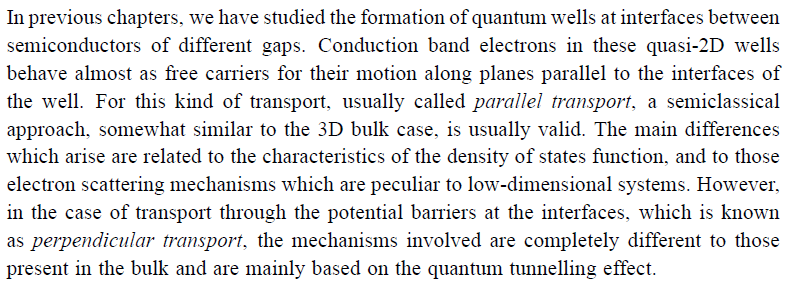 In previous chapters, we have studied the formation of quantum wells at interfaces between
semiconductors of different gaps. Conduction band electrons in these quasi-2D wells
behave almost as free carriers for their motion along planes parallel to the interfaces of
the well. For this kind of transport, usually called parallel transport, a semiclassical
approach, somewhat similar to the 3D bulk case, is usually valid. The main differences
which arise are related to the characteristics of the density of states function, and to those
electron scattering mechanisms which are peculiar to low-dimensional systems. However,
in the case of transport through the potential barriers at the interfaces, which is known
as perpendicular transport, the mechanisms involved are completely different to those
present in the bulk and are mainly based on the quantum tunnelling effect.